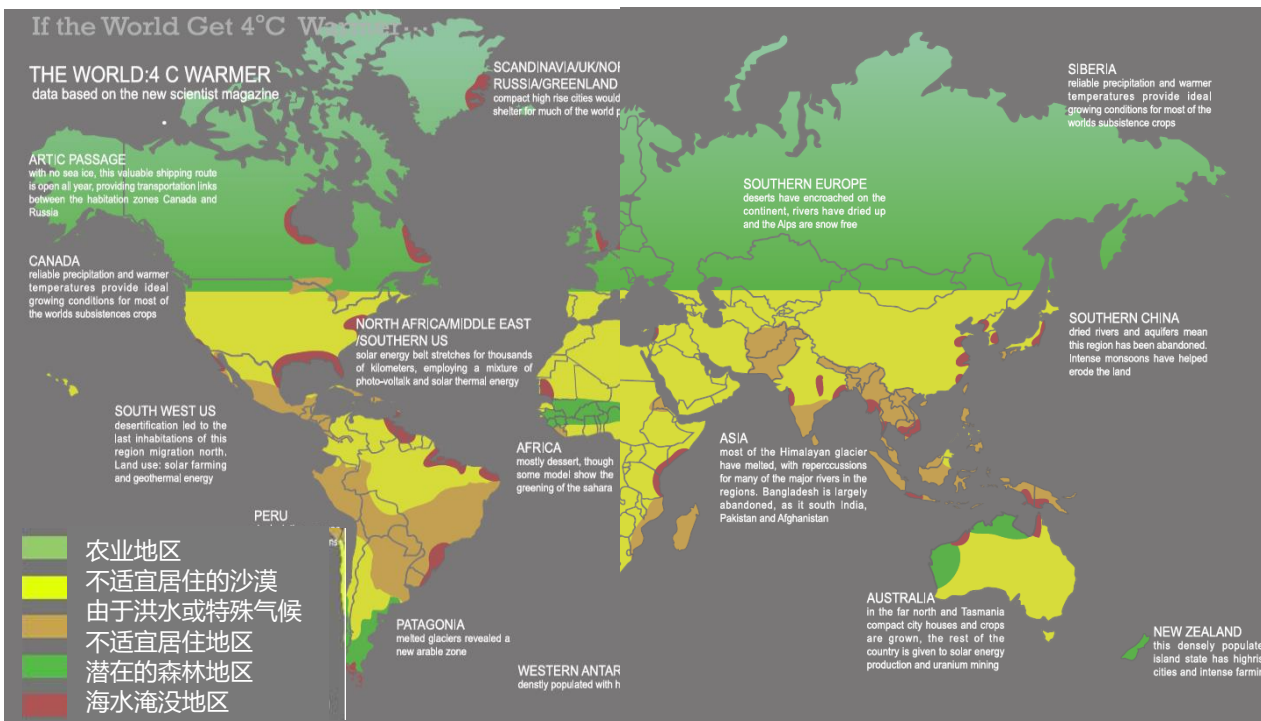 If the World Get 4°C Warmer...
THE WORLD:4 C WARMER
data based on the new scientist magazine
ARTIC PASSAGE
with no sea ice, this valuable shipping route
is open all year, providing transportation links
between the habitation zones Canada and
Russia
CANADA
reliable precipitation and warmer
temperatures provide ideal
growing conditions for most of
the worlds subsistences crops
SCANDINAVIA/UK/NOR
RUSSIA/GREENLAND
compact high rise cities would
shelter for much of the world p
NORTH AFRICA/MIDDLE EAST
/SOUTHERN US
solar energy belt stretches for thousands
of kilometers, employing a mixture of
photo-voltalk and solar thermal energy
SOUTH WEST US
desertification led to the
last inhabitations of this
region migration north.
Land use: solar farming
and geothermal energy
AFRICA
mostly dessert, though
some model show the
greening of the sahara
PERU
ns
PATAGONIA
melted glaciers revealed a
new arable zone
WESTERN ANTAR
denstly populated with h
农业地区
不适宜居住的沙漠
由于洪水或特殊气候
不适宜居住地区
潜在的森林地区
海水淹没地区
SIBERIA
reliable precipitation and warmer
temperatures provide ideal
growing conditions for most of the
worlds subsistence crops
SOUTHERN EUROPE
deserts have encroached on the
continent, rivers have dried up
and the Alps are snow free
SOUTHERN CHINA
dried rivers and aquifers mean
this region has been abandoned.
Intense monsoons have helped
erode the land
ASIA
most of the Himalayan glacier
have melted, with reperccussions
for many of the major rivers in the
regions. Bangladesh is largely
abandoned, as it south India,
Pakistan and Afghanistan
AUSTRALIA
in the far north and Tasmania
compact city houses and crops
are grown, the rest of the
country is given to solar energy
production and uranium mining
NEW ZEALAND
this densely populate
island state has highris
cities and intense farmin